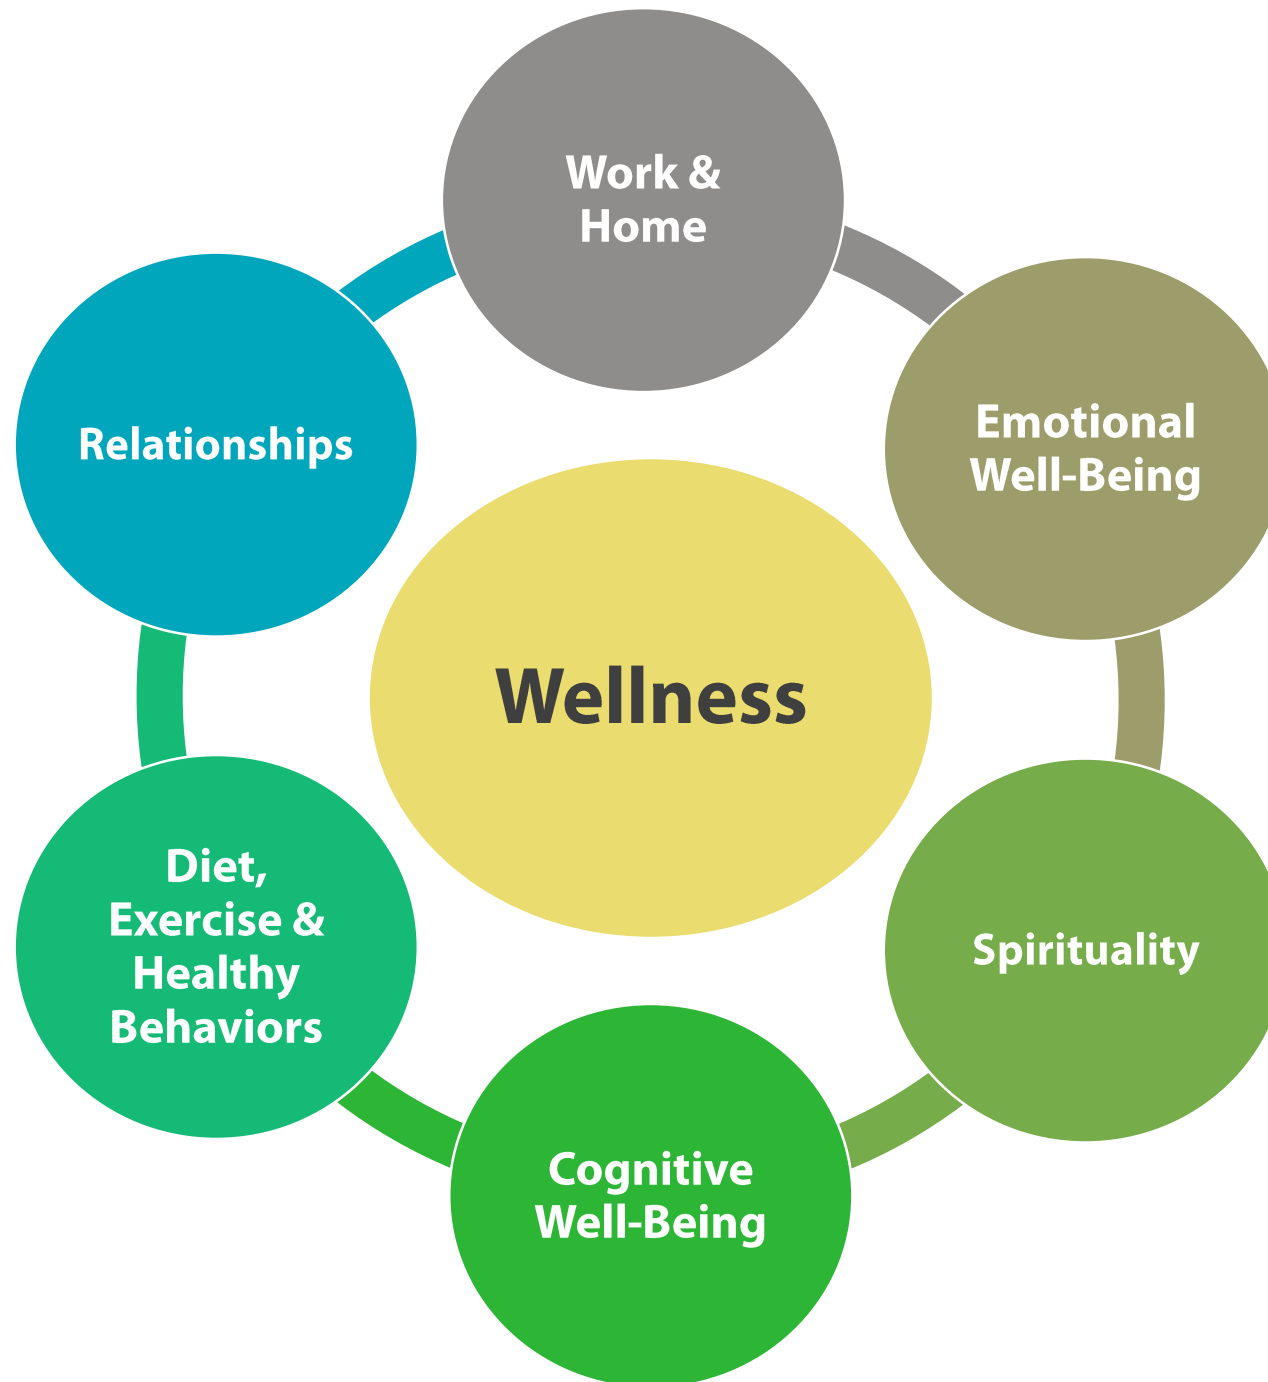 Work &
Home
Emotional
Well-Being
Relationships
Wellness
Diet,
Exercise &
Healthy
Behaviors
Spirituality
Cognitive
Well-Being